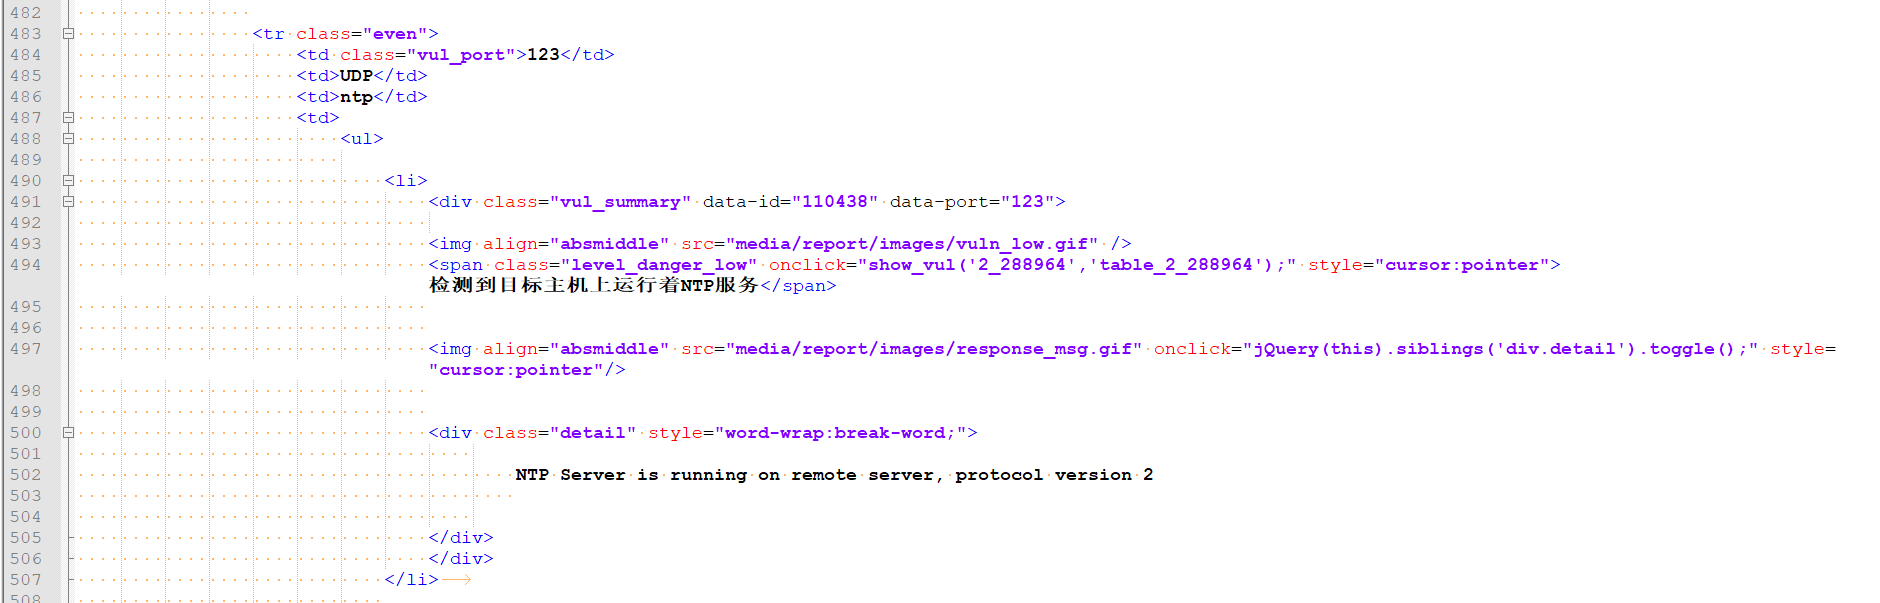 482
483 <tr class="even">
484 <td class="vul_port">123</td>
485 <td>UDP</td>
486 <td>ntp</td>
487 <td>
488 <ul>
489
490 <li>
491 <div class="vul_summary" data-id="110438" data-port="123">
492
493 <img align="absmiddle" src="media/report/images/vuln_low.gif" />
494 <span class="level_danger_low" onclick="show_vul('2_288964','table_2_288964');" style="cursor:pointer">
检测到目标主机上运行着NTP服务</span>
495
496
497 <img align="absmiddle" src="media/report/images/response_msg.gif" onclick="jQuery(this).siblings('div.detail').toggle();" style=
"cursor:pointer"/>
498
499
500 <div class="detail" style="word-wrap:break-word;">
501
502 NTP Server is running on remote server, protocol version 2
503
504
505 </div>
506 </div>
507 </li>
508